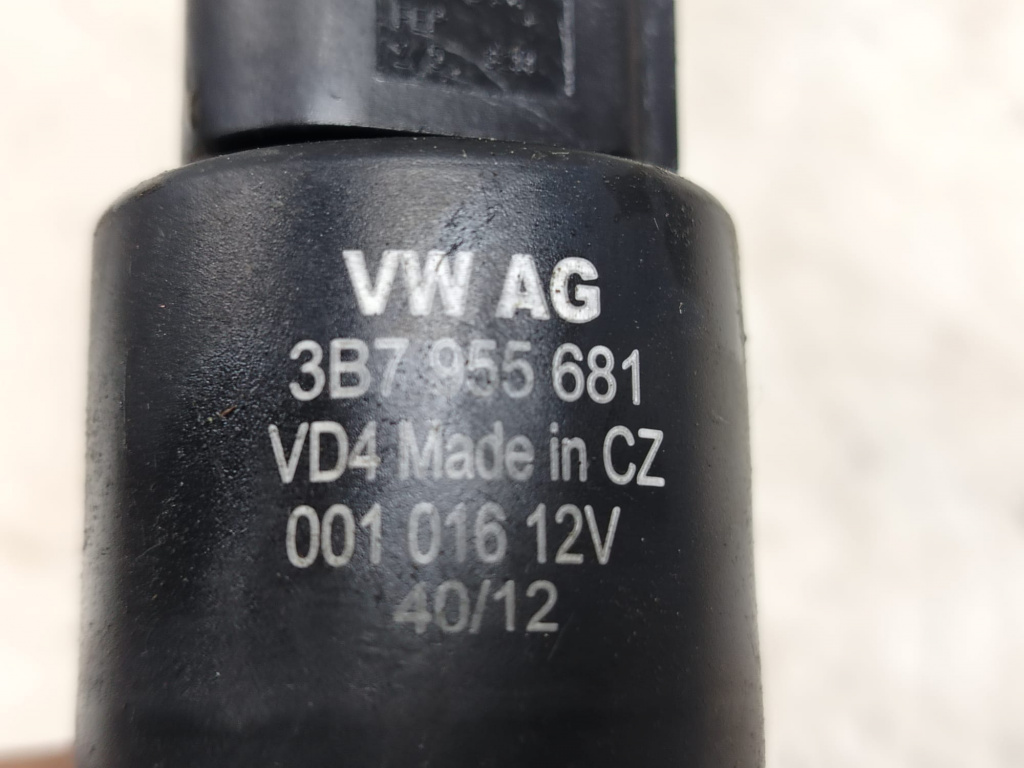 VW AG
3B7 955 681
VD4 Made in CZ
001 016 12V
40/12